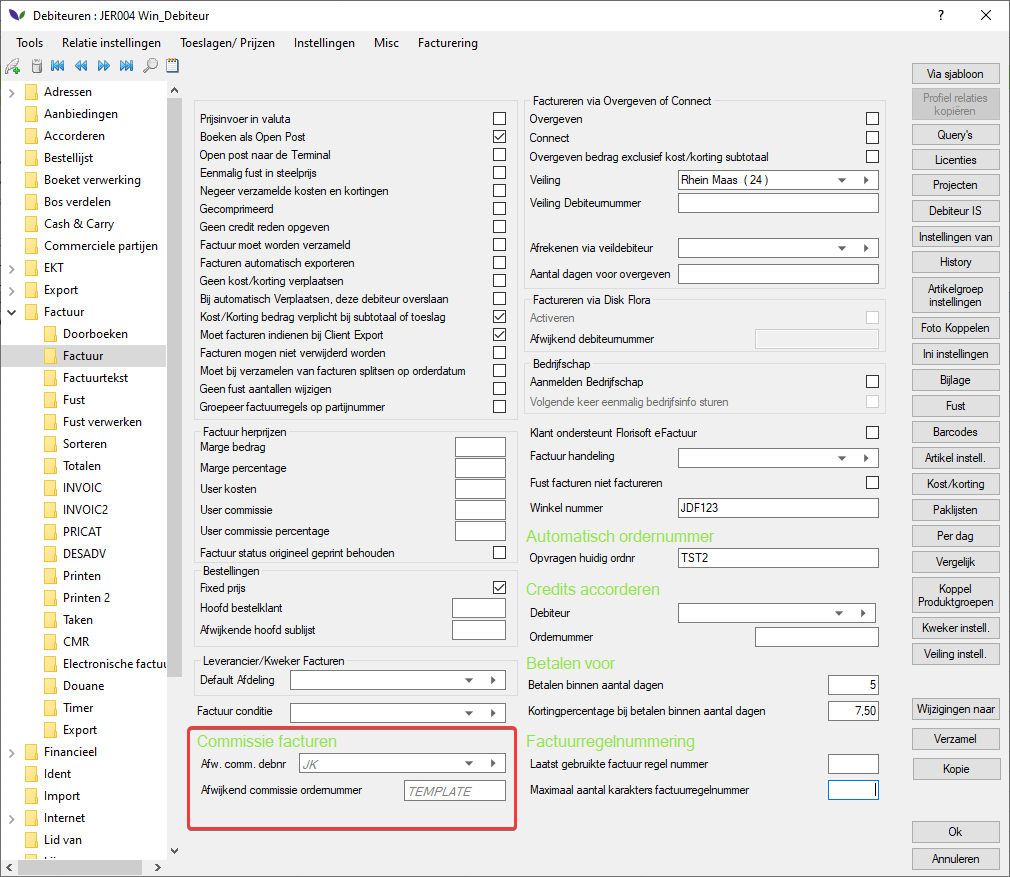 Debiteuren : JER004 Win_Debiteur
?
Tools Relatie instellingen Toeslagen/ Prijzen Instellingen Misc Facturering
Adressen
Aanbiedingen
Accorderen
Bestellijst
Boeket verwerking
Bos verdelen
Cash & Carry
Commerciele partijen
EKT
Export
Factuur
Doorboeken
Factuur
Factuurtekst
Fust
Fust verwerken
Sorteren
Totalen
INVOIC
INVOIC2
PRICAT
DESADV
Printen
Printen 2
Taken
CMR
Electronische factuu
Douane
Timer
Export
Financieel
Ident
Import
Internet
Lid van
Prijsinvoer in valuta
Boeken als Open Post
Open post naar de Terminal
Eenmalig fust in steelprijs
Negeer verzamelde kosten en kortingen
Gecomprimeerd
Geen credit reden opgeven
Factuur moet worden verzameld
Facturen automatisch exporteren
Geen kost/korting verplaatsen
Bij automatisch Verplaatsen, deze debiteur overslaan
Kost/Korting bedrag verplicht bij subtotaal of toeslag
Moet facturen indienen bij Client Export
Facturen mogen niet verwijderd worden
Moet bij verzamelen van facturen splitsen op orderdatum
Geen fust aantallen wijzigen
Groepeer factuurregels op partijnummer
Factuur herprijzen
Marge bedrag
Marge percentage
User kosten
User commissie
User commissie percentage
Factuur status origineel geprint behouden
Bestellingen
Fixed prijs
Hoofd bestelklant
Afwijkende hoofd sublijst
Leverancier/Kweker Facturen
Default Afdeling
Factuur conditie
Commissie facturen
Afw. comm. debnr JK
Afwijkend commissie ordernummer TEMPLATE
Factureren via Overgeven of Connect
Overgeven
Connect
Overgeven bedrag exclusief kost/korting subtotaal
Veiling Rhein Maas ( 24 )
Veiling Debiteurnummer
Afrekenen via veildebiteur
Aantal dagen voor overgeven
Factureren via Disk Flora
Activeren
Afwijkend debiteurnummer
Bedrijfschap
Aanmelden Bedrijfschap
Volgende keer eenmalig bedrijfsinfo sturen
Klant ondersteunt Florisoft eFactuur
Factuur handeling
Fust facturen niet factureren
Winkel nummer JDF123
Automatisch ordernummer
Opvragen huidig ordnr TST2
Credits accorderen
Debiteur
Ordernummer
Betalen voor
Betalen binnen aantal dagen 5
Kortingpercentage bij betalen binnen aantal dagen 7,50
Factuurregelnummering
Laatst gebruikte factuur regel nummer
Maximaal aantal karakters factuurregelnummer
Via sjabloon
Profiel relaties
kopiëren
Query's
Licenties
Projecten
Debiteur IS
Instellingen van
History
Artikelgroep
instellingen
Foto Koppelen
Ini instellingen
Bijlage
Fust
Barcodes
Artikel instell.
Kost/korting
Paklijsten
Per dag
Vergelijk
Koppel
Produktgroepen
Kweker instell.
Veiling instell.
Wijzigingen naar
Verzamel
Kopie
Ok
Annuleren